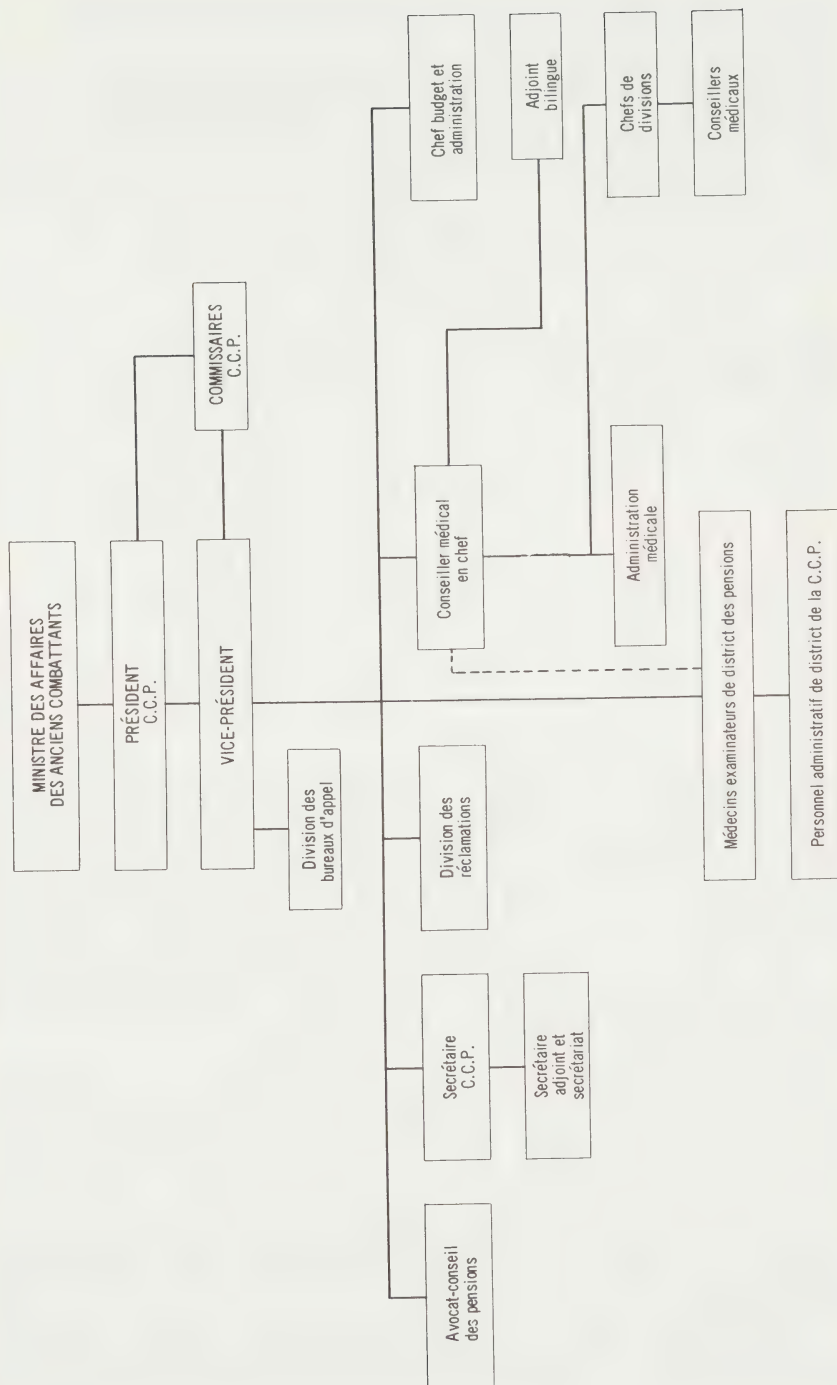 MINISTRE DES AFFAIRES
DES ANCIENS COMBATTANTS
PRÉSIDENT
C.C.P.
COMMISSAIRES
C.C.P.
VICE-PRÉSIDENT
Division des
bureaux d'appel
Avocat-conseil
des pensions
Secrétaire
C.C.P.
Division des
réclamations
Conseiller médical
en chef
Chef budget et
administration
Secrétaire
adjoint et
secrétariat
Administration
médicale
Adjoint
bilingue
Chefs de
divisions
Conseillers
médicaux
Médecins examinateurs de district des pensions
Personnel administratif de district de la C.C.P.